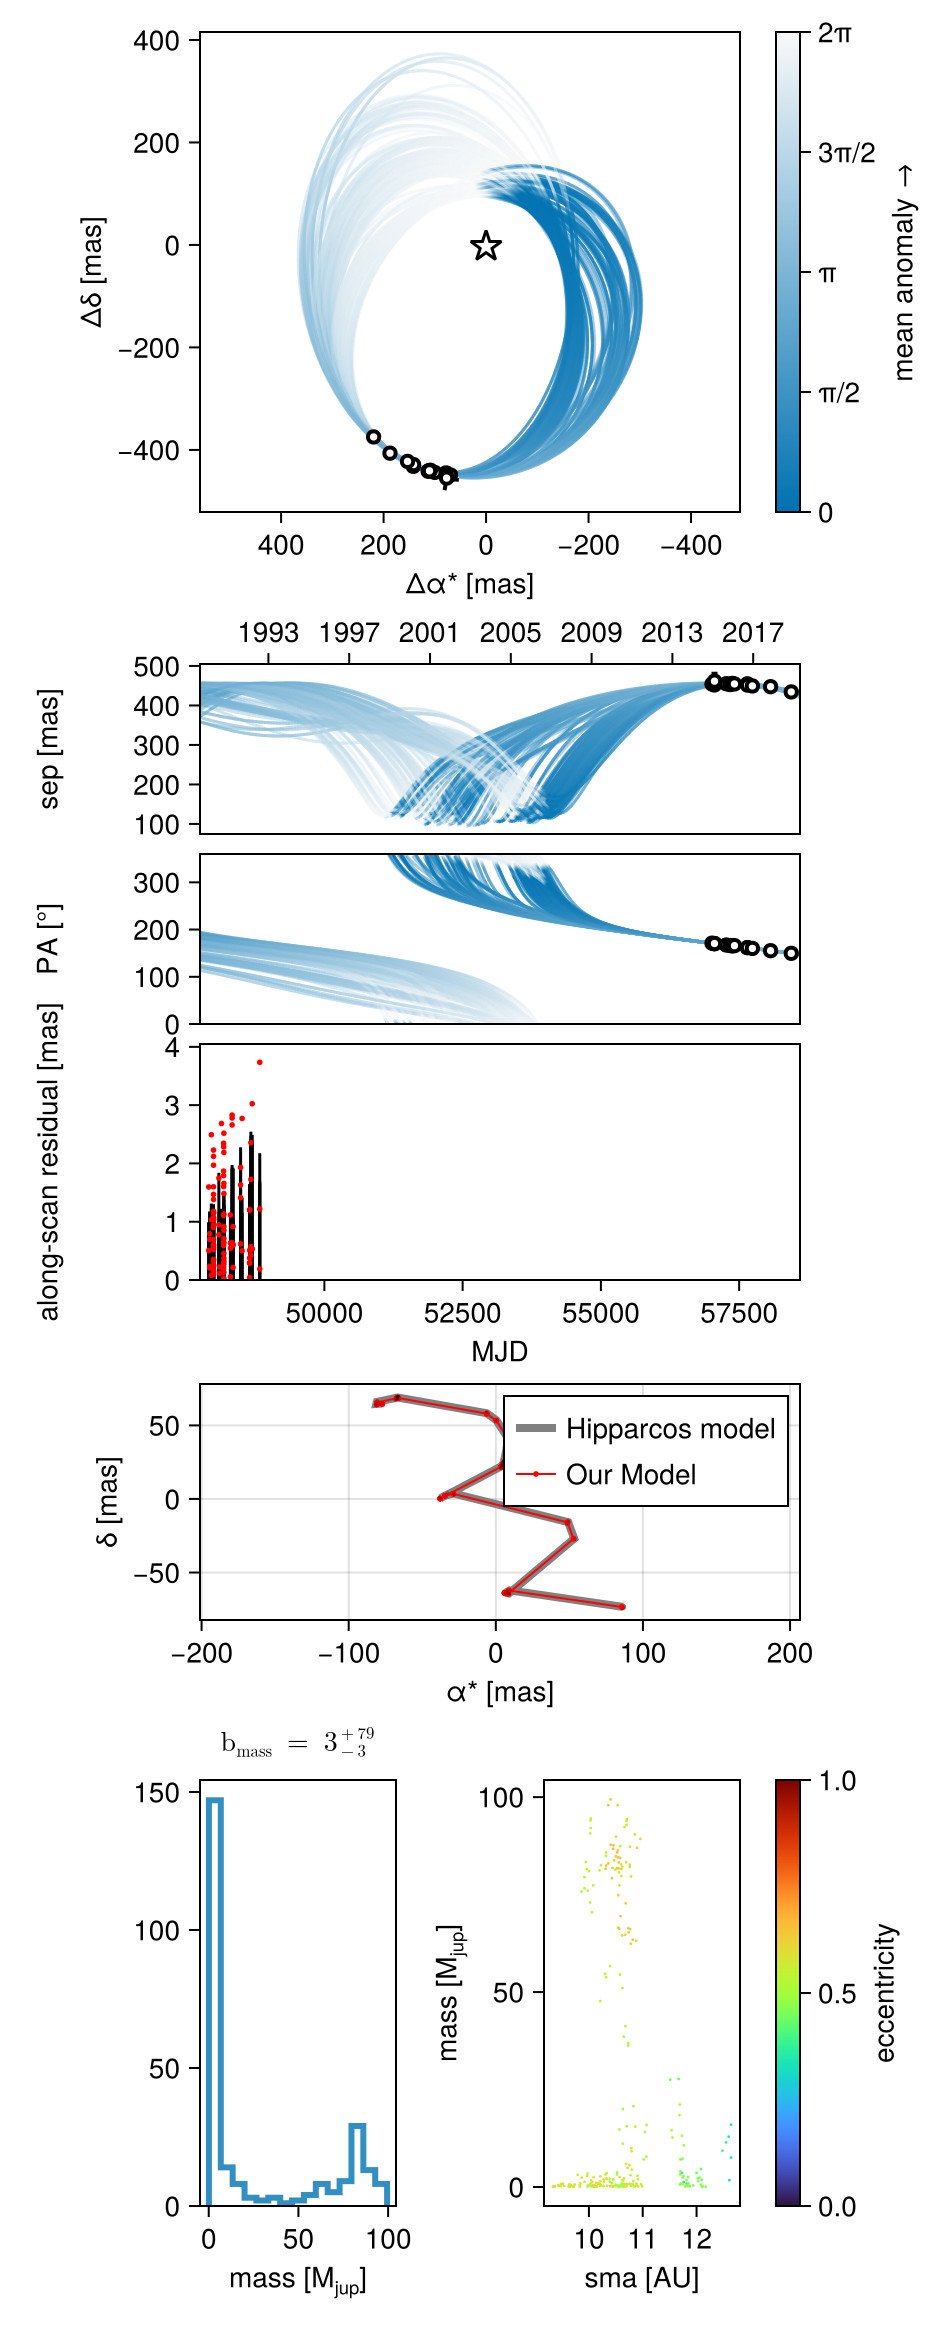 400
200
0
−200
−400
Δδ [mas]
400 200 0 −200 −400
Δα* [mas]
2π
3π/2
π
π/2
0
mean anomaly →
1993 1997 2001 2005 2009 2013 2017
500
400
300
200
100
sep [mas]
300
200
100
0
PA [°]
4
3
2
1
0
along-scan residual [mas]
50000 52500 55000 57500
MJD
50
0
−50
δ [mas]
Hipparcos model
Our Model
−200 −100 0 100 200
α* [mas]
b_mass = 3 +79 −3
150
100
50
0
0 50 100
mass [M_jup]
100
50
0
mass [M_jup]
10 11 12
sma [AU]
1.0
0.5
0.0
eccentricity